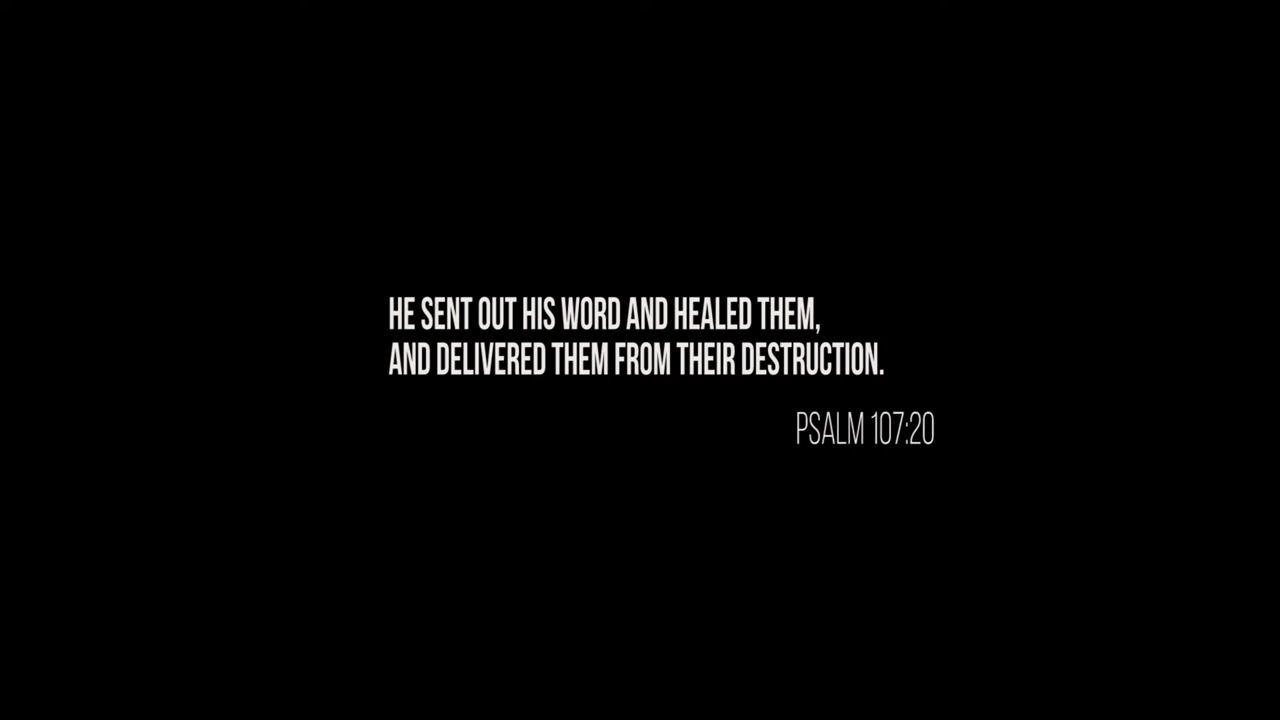 HE SENT OUT HIS WORD AND HEALED THEM,
AND DELIVERED THEM FROM THEIR DESTRUCTION.
PSALM 107:20